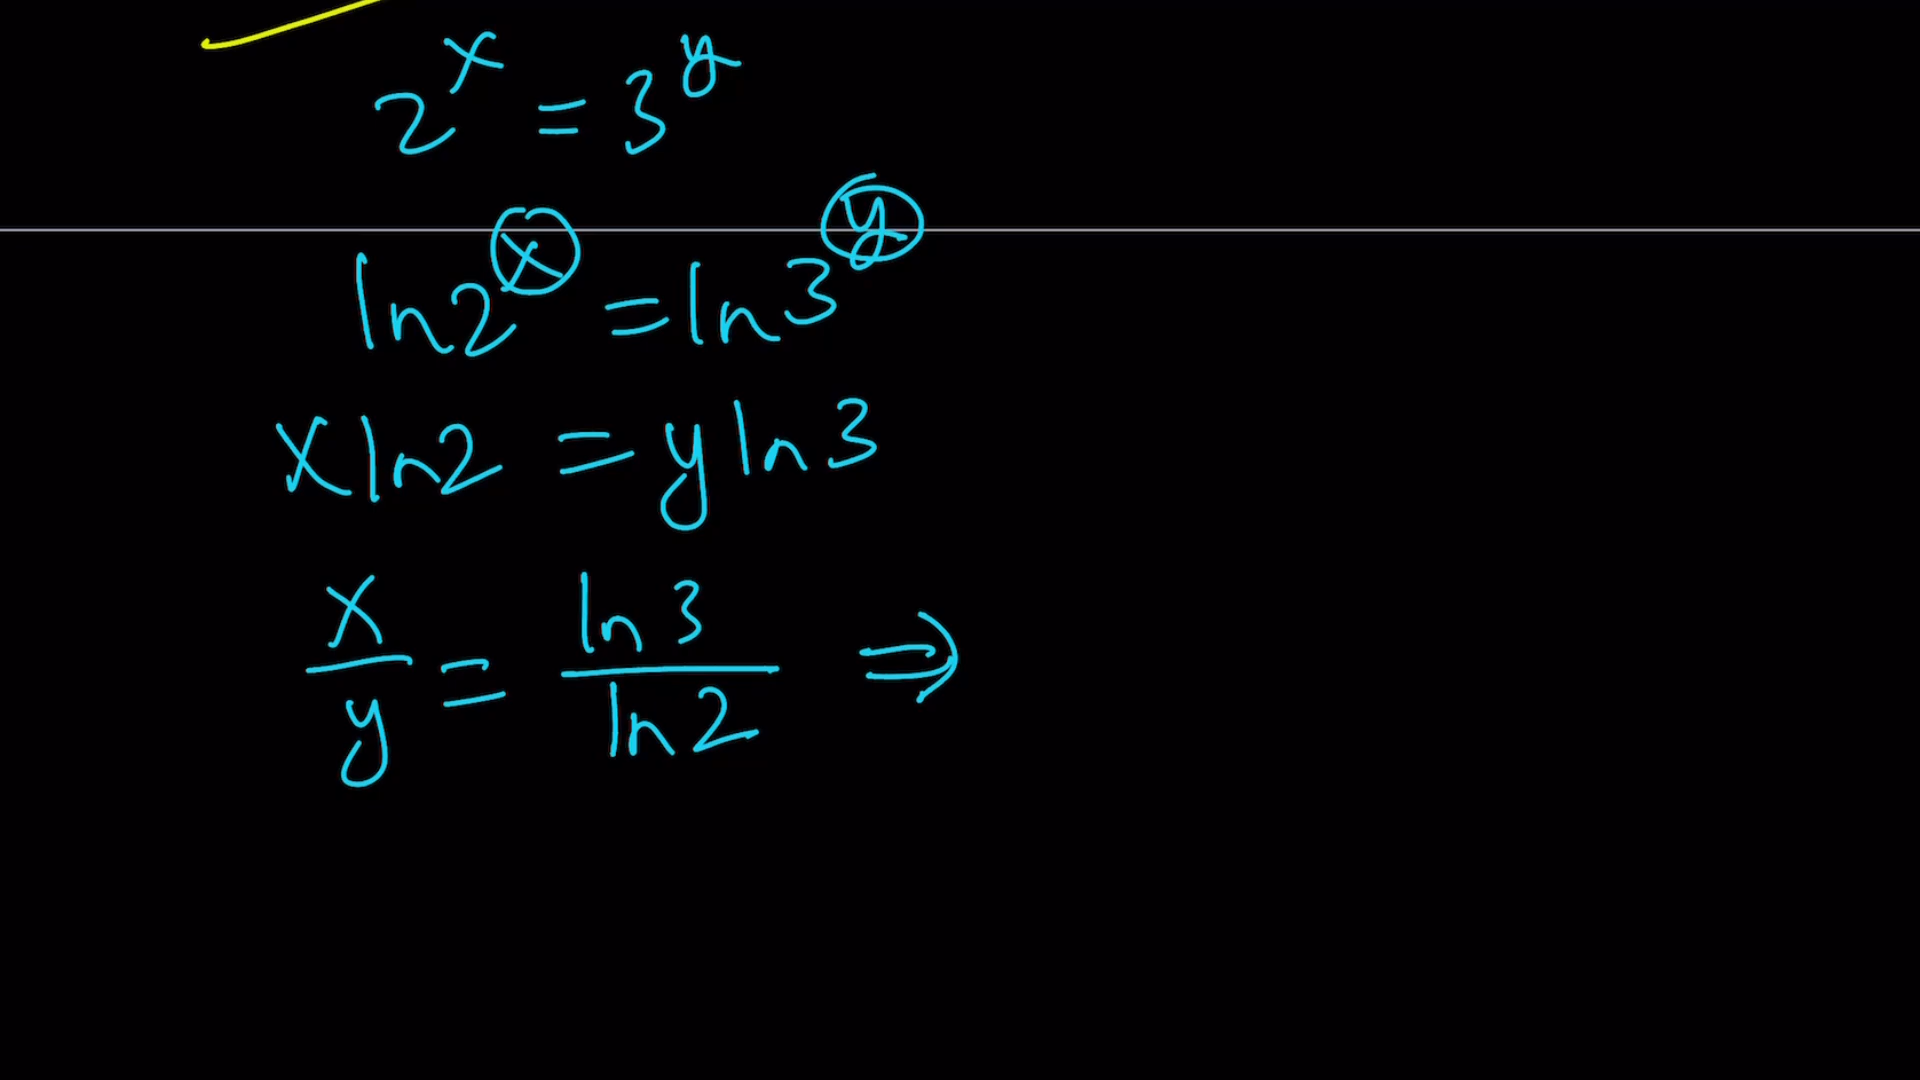 2^x = 3^y
ln2^x = ln3^y
x ln2 = y ln3
x/y = ln3/ln2 ⇒